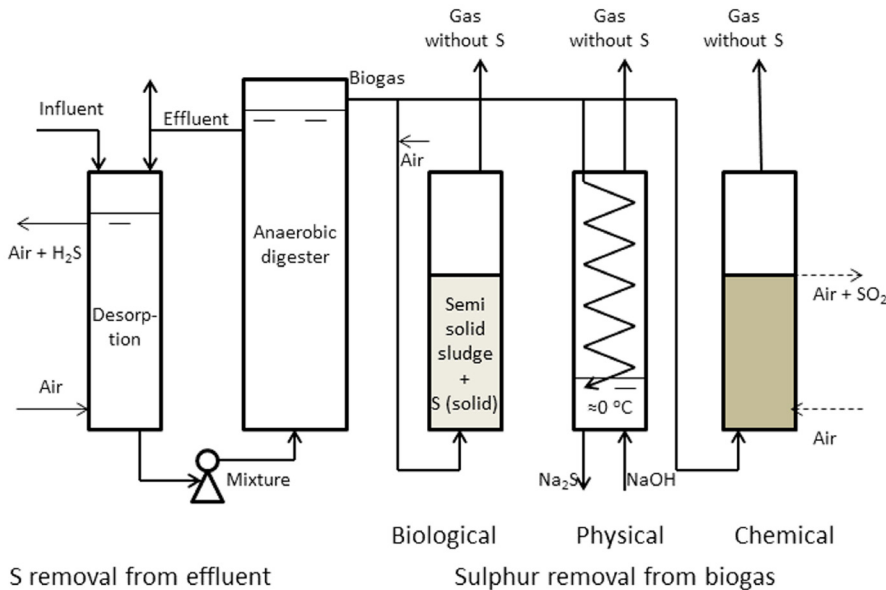 Gas
without S
Gas
without S
Gas
without S
Biogas
Influent
Effluent
Air
Air + H₂S
Anaerobic
digester
Desorp-
tion
Semi
solid
sludge
+
S (solid)
≈0 °C
Air + SO₂
Air
Air
Mixture
Na₂S
NaOH
Biological
Physical
Chemical
S removal from effluent
Sulphur removal from biogas